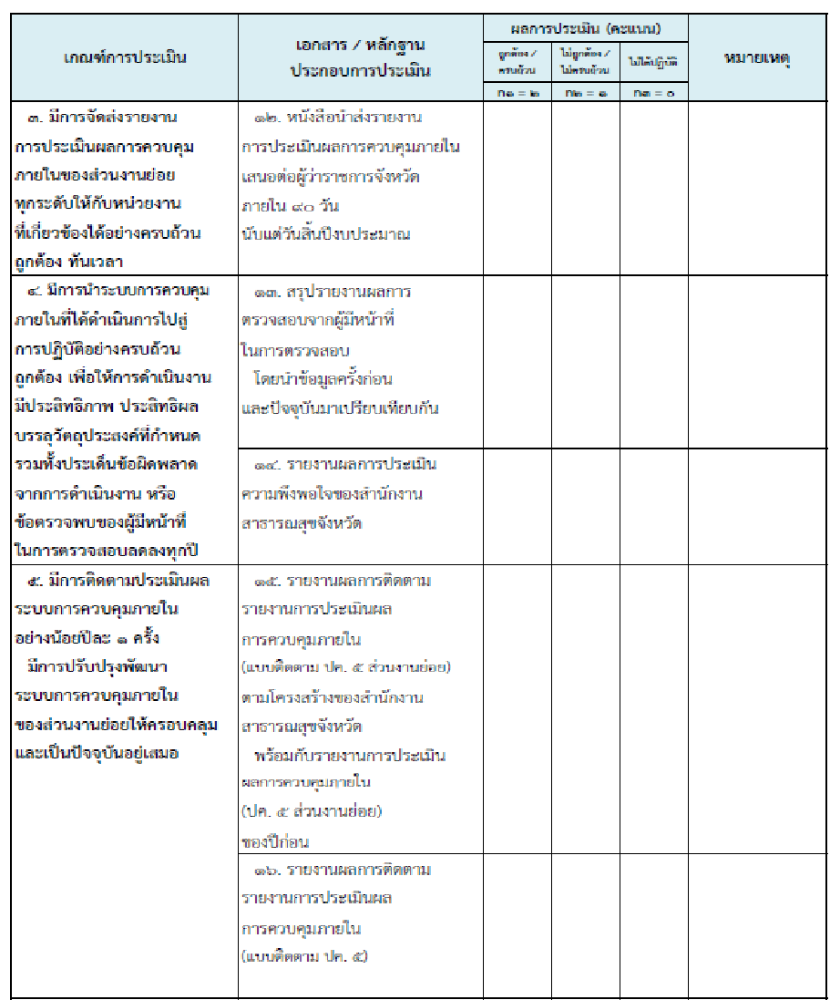 เกณฑ์การประเมิน
เอกสาร / หลักฐาน
ประกอบการประเมิน
ผลการประเมิน (คะแนน)
ถูกต้อง /
ครบถ้วน
ไม่ถูกต้อง /
ไม่ครบถ้วน
ไม่ได้ปฏิบัติ
หมายเหตุ
ก๑ = ๒
ก๒ = ๑
ก๓ = ๐
๓. มีการจัดส่งรายงาน
การประเมินผลการควบคุม
ภายในของส่วนงานย่อย
ทุกระดับให้กับหน่วยงาน
ที่เกี่ยวข้องได้อย่างครบถ้วน
ถูกต้อง ทันเวลา
๑๒. หนังสือนำส่งรายงาน
การประเมินผลการควบคุมภายใน
เสนอต่อผู้ว่าราชการจังหวัด
ภายใน ๙๐ วัน
นับแต่วันสิ้นปีงบประมาณ
๔. มีการนำระบบการควบคุม
ภายในที่ได้ดำเนินการไปสู่
การปฏิบัติอย่างครบถ้วน
ถูกต้อง เพื่อให้การดำเนินงาน
มีประสิทธิภาพ ประสิทธิผล
บรรลุวัตถุประสงค์ที่กำหนด
รวมทั้งประเด็นข้อผิดพลาด
จากการดำเนินงาน หรือ
ข้อตรวจพบของผู้มีหน้าที่
ในการตรวจสอบลดลงทุกปี
๑๓. สรุปรายงานผลการ
ตรวจสอบจากผู้มีหน้าที่
ในการตรวจสอบ
โดยนำข้อมูลครั้งก่อน
และปัจจุบันมาเปรียบเทียบกัน
๑๔. รายงานผลการประเมิน
ความพึงพอใจของสำนักงาน
สาธารณสุขจังหวัด
๕. มีการติดตามประเมินผล
ระบบการควบคุมภายใน
อย่างน้อยปีละ ๑ ครั้ง
มีการปรับปรุงพัฒนา
ระบบการควบคุมภายใน
ของส่วนงานย่อยให้ครอบคลุม
และเป็นปัจจุบันอยู่เสมอ
๑๕. รายงานผลการติดตาม
รายงานการประเมินผล
การควบคุมภายใน
(แบบติดตาม ปค. ๕ ส่วนงานย่อย)
ตามโครงสร้างของสำนักงาน
สาธารณสุขจังหวัด
พร้อมกับรายงานการประเมิน
ผลการควบคุมภายใน
(ปค. ๕ ส่วนงานย่อย)
ของปีก่อน
๑๖. รายงานผลการติดตาม
รายงานการประเมินผล
การควบคุมภายใน
(แบบติดตาม ปค. ๕)